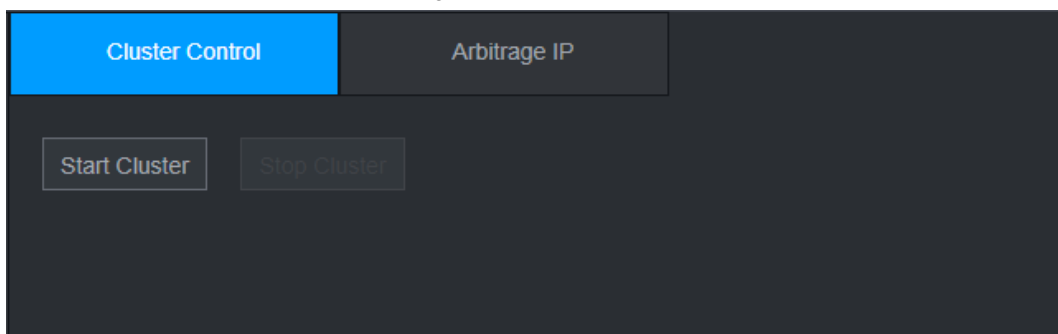 Cluster Control
Arbitrage IP
Start Cluster
Stop Cluster